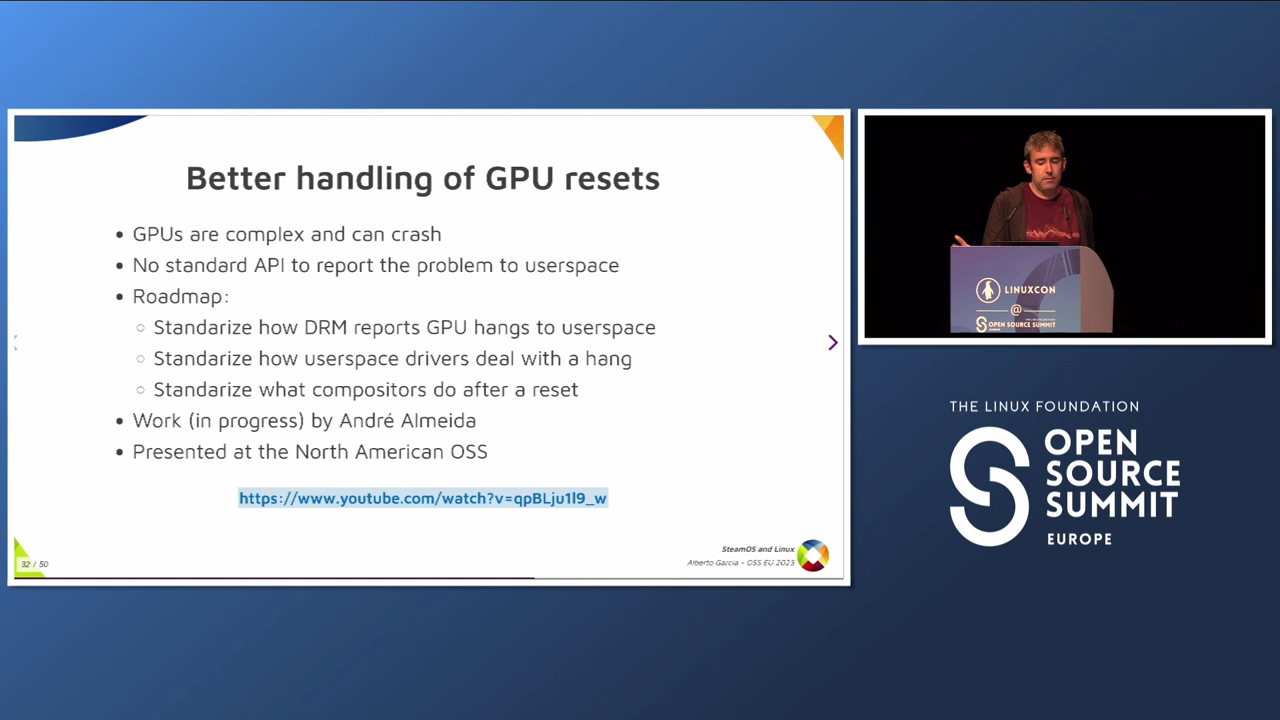 Better handling of GPU resets
GPUs are complex and can crash
No standard API to report the problem to userspace
Roadmap:
Standarize how DRM reports GPU hangs to userspace
Standarize how userspace drivers deal with a hang
Standarize what compositors do after a reset
Work (in progress) by André Almeida
Presented at the North American OSS
https://www.youtube.com/watch?v=qpBLju1l9_w
SteamOS and Linux
Alberto Garcia - OSS EU 2023
32 / 50
LINUXCON
@
OPEN SOURCE SUMMIT
THE LINUX FOUNDATION
OPEN
SOURCE
SUMMIT
EUROPE